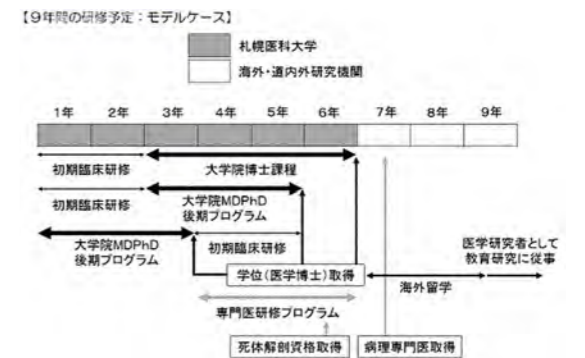 【9年間の研修予定：モデルケース】
札幌医科大学
海外・道内外研究機関
1年 2年 3年 4年 5年 6年 7年 8年 9年
初期臨床研修 大学院博士課程
初期臨床研修 大学院MDPhD
後期プログラム
大学院MDPhD
後期プログラム
初期臨床研修
医学研究者として
教育研究に従事
学位(医学博士)取得
海外留学
専門医研修プログラム
死体解剖資格取得 病理専門医取得